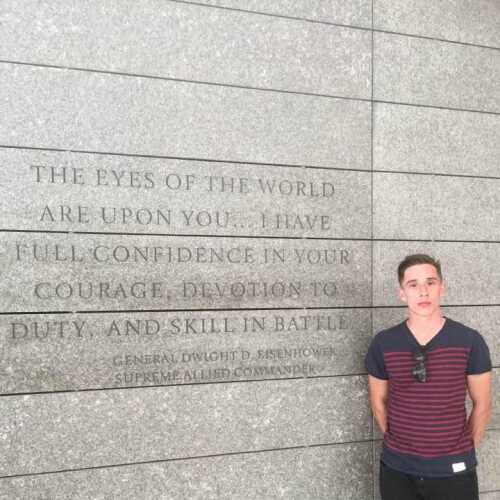 THE EYES OF THE WORLD
ARE UPON YOU... I HAVE
FULL CONFIDENCE IN YOUR
COURAGE, DEVOTION TO
DUTY, AND SKILL IN BATTLE
GENERAL DWIGHT D. EISENHOWER
SUPREME ALLIED COMMANDER